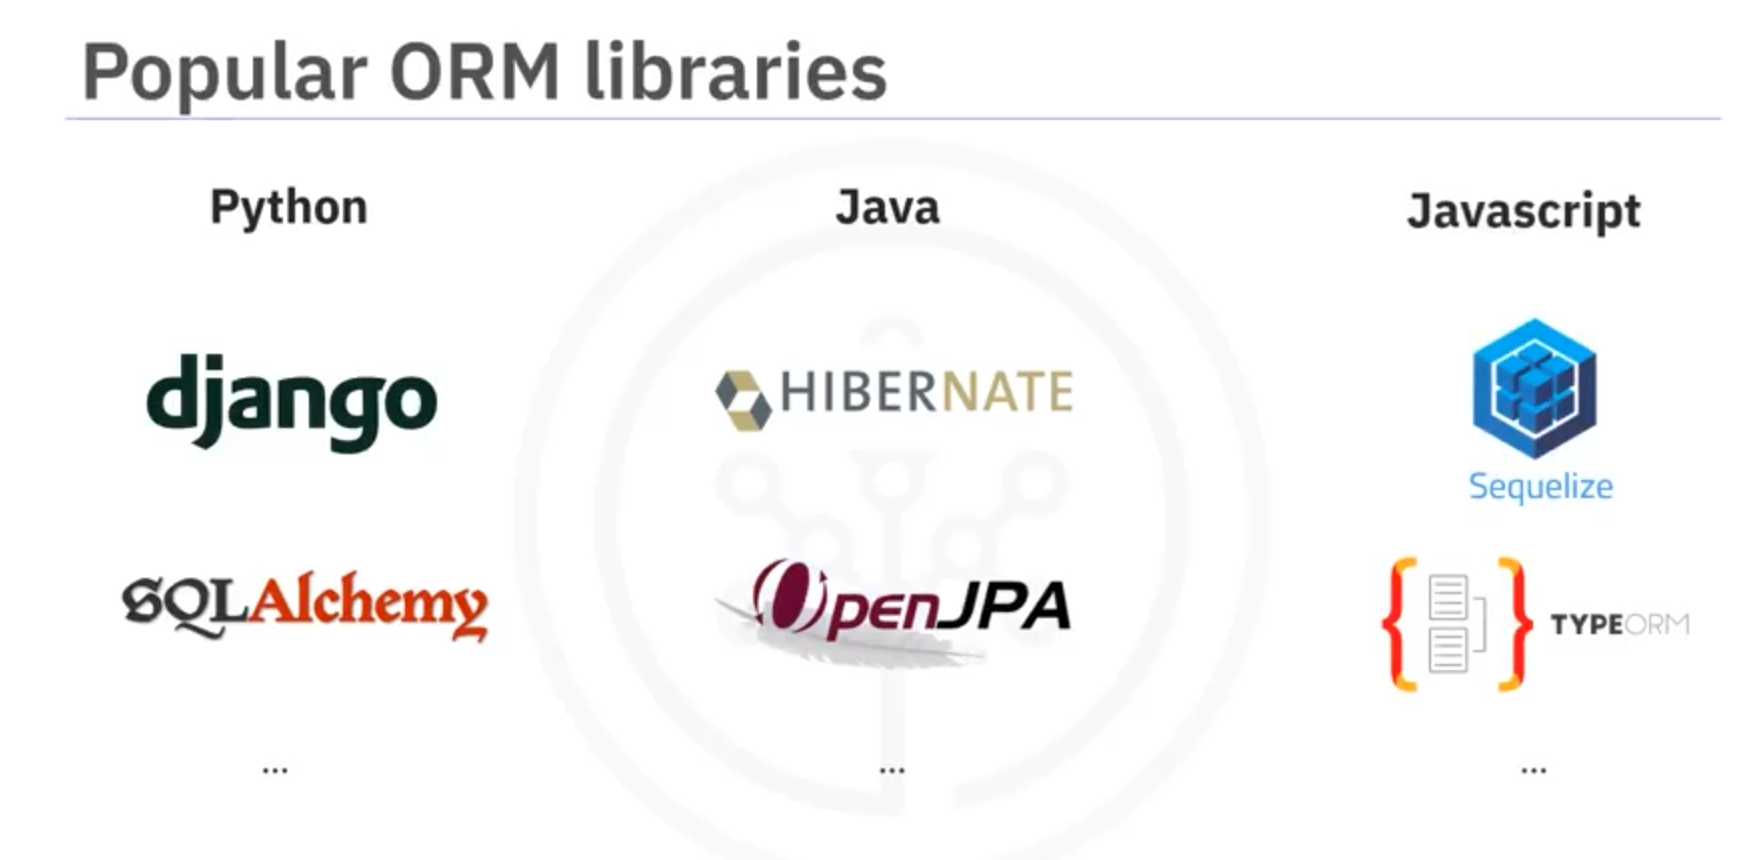 Popular ORM libraries
Python
Java
Javascript
django
HIBERNATE
Sequelize
SQLAlchemy
OpenJPA
TYPEORM
...
...
...